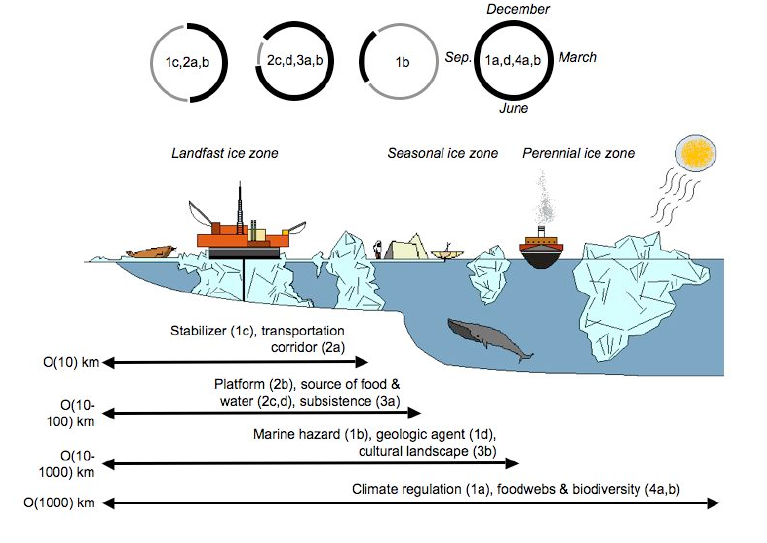 December
1c,2a,b
2c,d,3a,b
1b
Sep.
1a,d,4a,b
March
June
Landfast ice zone
Seasonal ice zone
Perennial ice zone
Stabilizer (1c), transportation
corridor (2a)
O(10) km
Platform (2b), source of food &
water (2c,d), subsistence (3a)
O(10-
100) km
Marine hazard (1b), geologic agent (1d),
cultural landscape (3b)
O(10-
1000) km
Climate regulation (1a), foodwebs & biodiversity (4a,b)
O(1000) km